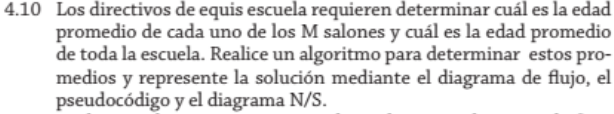 4.10 Los directivos de equis escuela requieren determinar cuál es la edad
promedio de cada uno de los M salones y cuál es la edad promedio
de toda la escuela. Realice un algoritmo para determinar estos pro-
medios y represente la solución mediante el diagrama de flujo, el
pseudocódigo y el diagrama N/S.